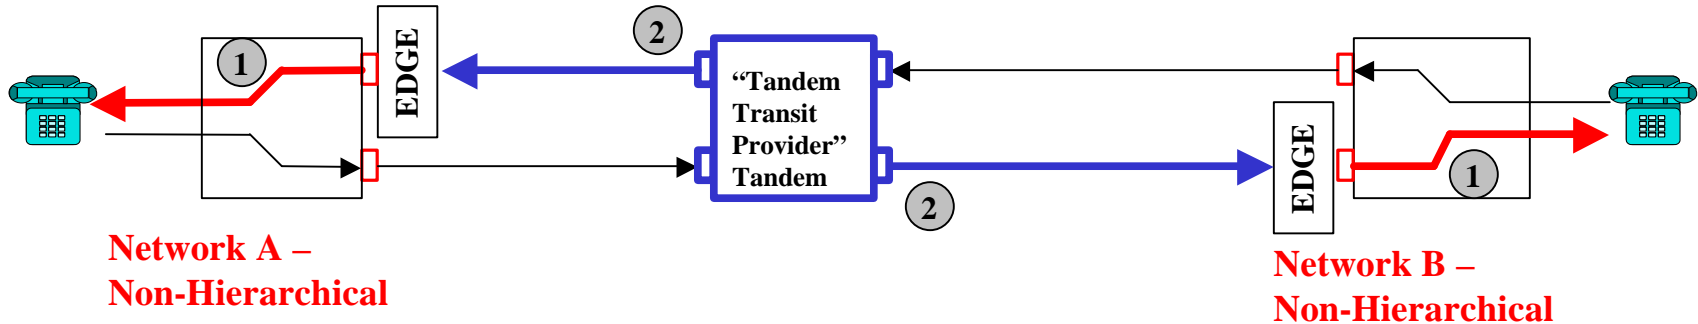 1
EDGE
2
“Tandem
Transit
Provider”
Tandem
2
EDGE
1
Network A –
Non-Hierarchical
Network B –
Non-Hierarchical